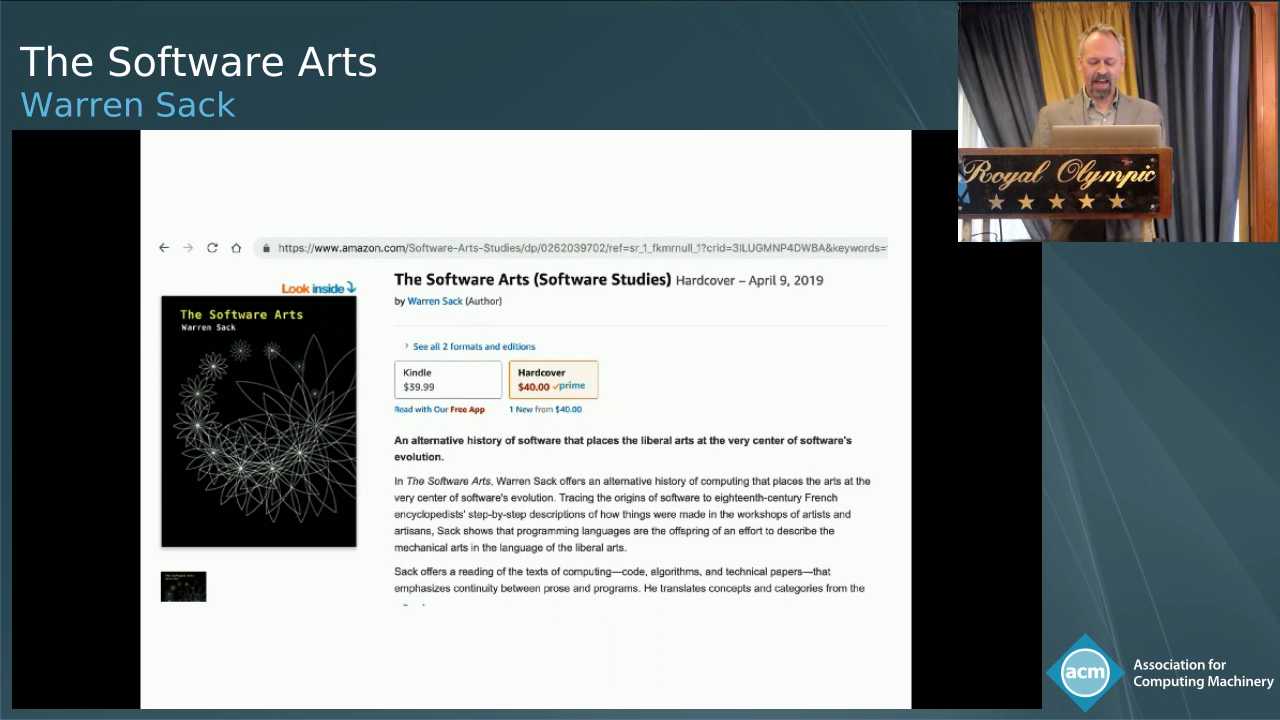 The Software Arts
Warren Sack
Royal Olympic
https://www.amazon.com/Software-Arts-Studies/dp/0262039702/ref=sr_1_fkmrnull_1?crid=3ILUGMNP4DWBA&keywords=
Look inside
The Software Arts
Warren Sack
The Software Arts (Software Studies) Hardcover – April 9, 2019
by Warren Sack (Author)
See all 2 formats and editions
Kindle
$39.99
Hardcover
$40.00 prime
Read with Our Free App
1 New from $40.00
An alternative history of software that places the liberal arts at the very center of software's
evolution.
In The Software Arts, Warren Sack offers an alternative history of computing that places the arts at the
very center of software's evolution. Tracing the origins of software to eighteenth-century French
encyclopedists' step-by-step descriptions of how things were made in the workshops of artists and
artisans, Sack shows that programming languages are the offspring of an effort to describe the
mechanical arts in the language of the liberal arts.
Sack offers a reading of the texts of computing—code, algorithms, and technical papers—that
emphasizes continuity between prose and programs. He translates concepts and categories from the
acm
Association for
Computing Machinery